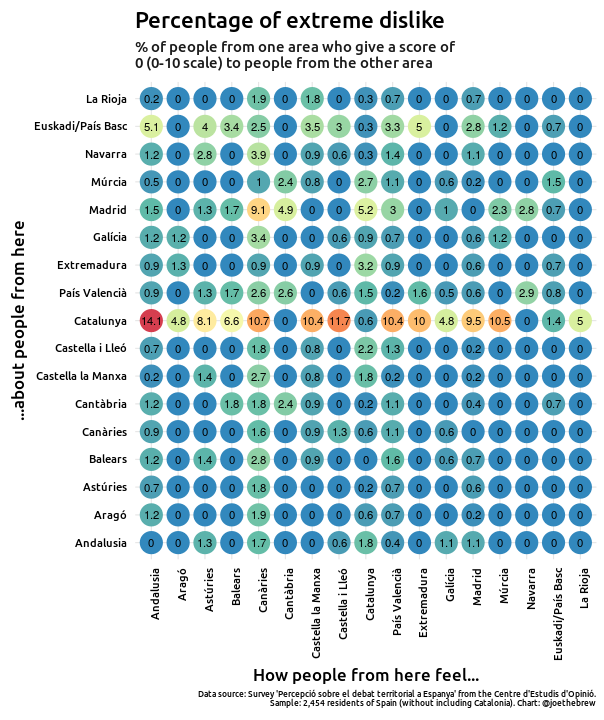 Percentage of extreme dislike
% of people from one area who give a score of
0 (0-10 scale) to people from the other area
...about people from here
La Rioja 0.2 0 0 0 1.9 0 1.8 0 0.3 0.7 0 0 0.7 0 0 0 0
Euskadi/País Basc 5.1 0 4 3.4 2.5 0 3.5 3 0.3 3.3 5 0 2.8 1.2 0 0.7 0
Navarra 1.2 0 2.8 0 3.9 0 0.9 0.6 0.3 1.4 0 0 1.1 0 0 0 0
Múrcia 0.5 0 0 0 1 2.4 0.8 0 2.7 1.1 0 0.6 0.2 0 0 1.5 0
Madrid 1.5 0 1.3 1.7 9.1 4.9 0 0 5.2 3 0 1 0 2.3 2.8 0.7 0
Galícia 1.2 1.2 0 0 3.4 0 0 0.6 0.9 0.7 0 0 0.6 1.2 0 0 0
Extremadura 0.9 1.3 0 0 0.9 0 0.9 0 3.2 0.9 0 0 0.6 0 0 0.7 0
País Valencià 0.9 0 1.3 1.7 2.6 2.6 0 0.6 1.5 0.2 1.6 0.5 0.6 0 2.9 0.8 0
Catalunya 14.1 4.8 8.1 6.6 10.7 0 10.4 11.7 0.6 10.4 10 4.8 9.5 10.5 0 1.4 5
Castella i Lleó 0.7 0 0 0 1.8 0 0.8 0 2.2 1.3 0 0 0.2 0 0 0 0
Castella la Manxa 0.2 0 1.4 0 2.7 0 0.8 0 1.8 0.2 0 0 0.2 0 0 0 0
Cantàbria 1.2 0 0 1.8 1.8 2.4 0.9 0 0.2 1.1 0 0 0.4 0 0 0.7 0
Canàries 0.9 0 0 0 1.6 0 0.9 1.3 0.6 1.1 0 0.6 0 0 0 0 0
Balears 1.2 0 1.4 0 2.8 0 0.9 0 0 1.6 0 0.6 0.7 0 0 0 0
Astúries 0.7 0 0 0 1.8 0 0 0 0.2 0.7 0 0 0.6 0 0 0 0
Aragó 1.2 0 0 0 1.9 0 0 0 0.6 0.7 0 0 0.2 0 0 0 0
Andalusia 0 0 1.3 0 1.7 0 0 0.6 1.8 0.4 0 1.1 1.1 0 0 0 0
Andalusia
Aragó
Astúries
Balears
Canàries
Cantàbria
Castella la Manxa
Castella i Lleó
Catalunya
País Valencià
Extremadura
Galícia
Madrid
Múrcia
Navarra
Euskadi/País Basc
La Rioja
How people from here feel...
Data source: Survey 'Percepció sobre el debat territorial a Espanya' from the Centre d'Estudis d'Opinió.
Sample: 2,454 residents of Spain (without including Catalonia). Chart: @joethebrew